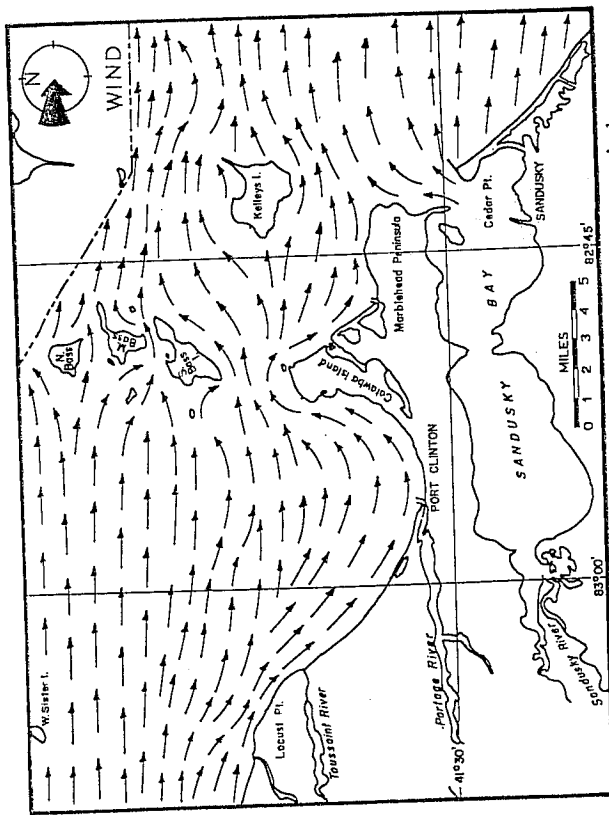 N
WIND
W. Sister I.
N. Bass
M. Bass
S. Bass
Kelleys I.
Catawba Island
Marblehead Peninsula
Locust Pt.
Toussaint River
PORT CLINTON
Portage River
41°30'
Cedar Pt.
SANDUSKY
SANDUSKY BAY
Sandusky River
MILES
0 1 2 3 4 5
83°00'
82°45'